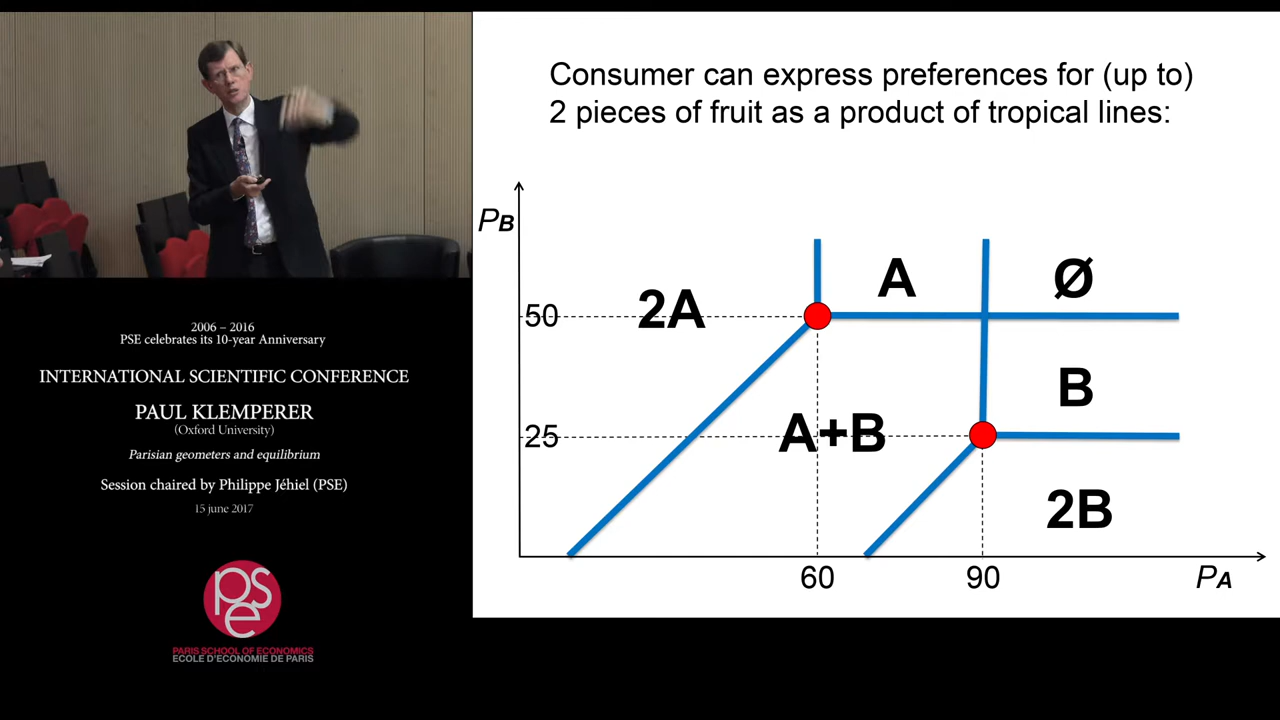 Consumer can express preferences for (up to)
2 pieces of fruit as a product of tropical lines:
PB
2A
A
Ø
50
B
A+B
25
2B
60
90
PA
2006 – 2016
PSE celebrates its 10-year Anniversary
INTERNATIONAL SCIENTIFIC CONFERENCE
PAUL KLEMPERER
(Oxford University)
Parisian geometers and equilibrium
Session chaired by Philippe Jéhiel (PSE)
15 june 2017
pse
PARIS SCHOOL OF ECONOMICS
ECOLE D'ECONOMIE DE PARIS